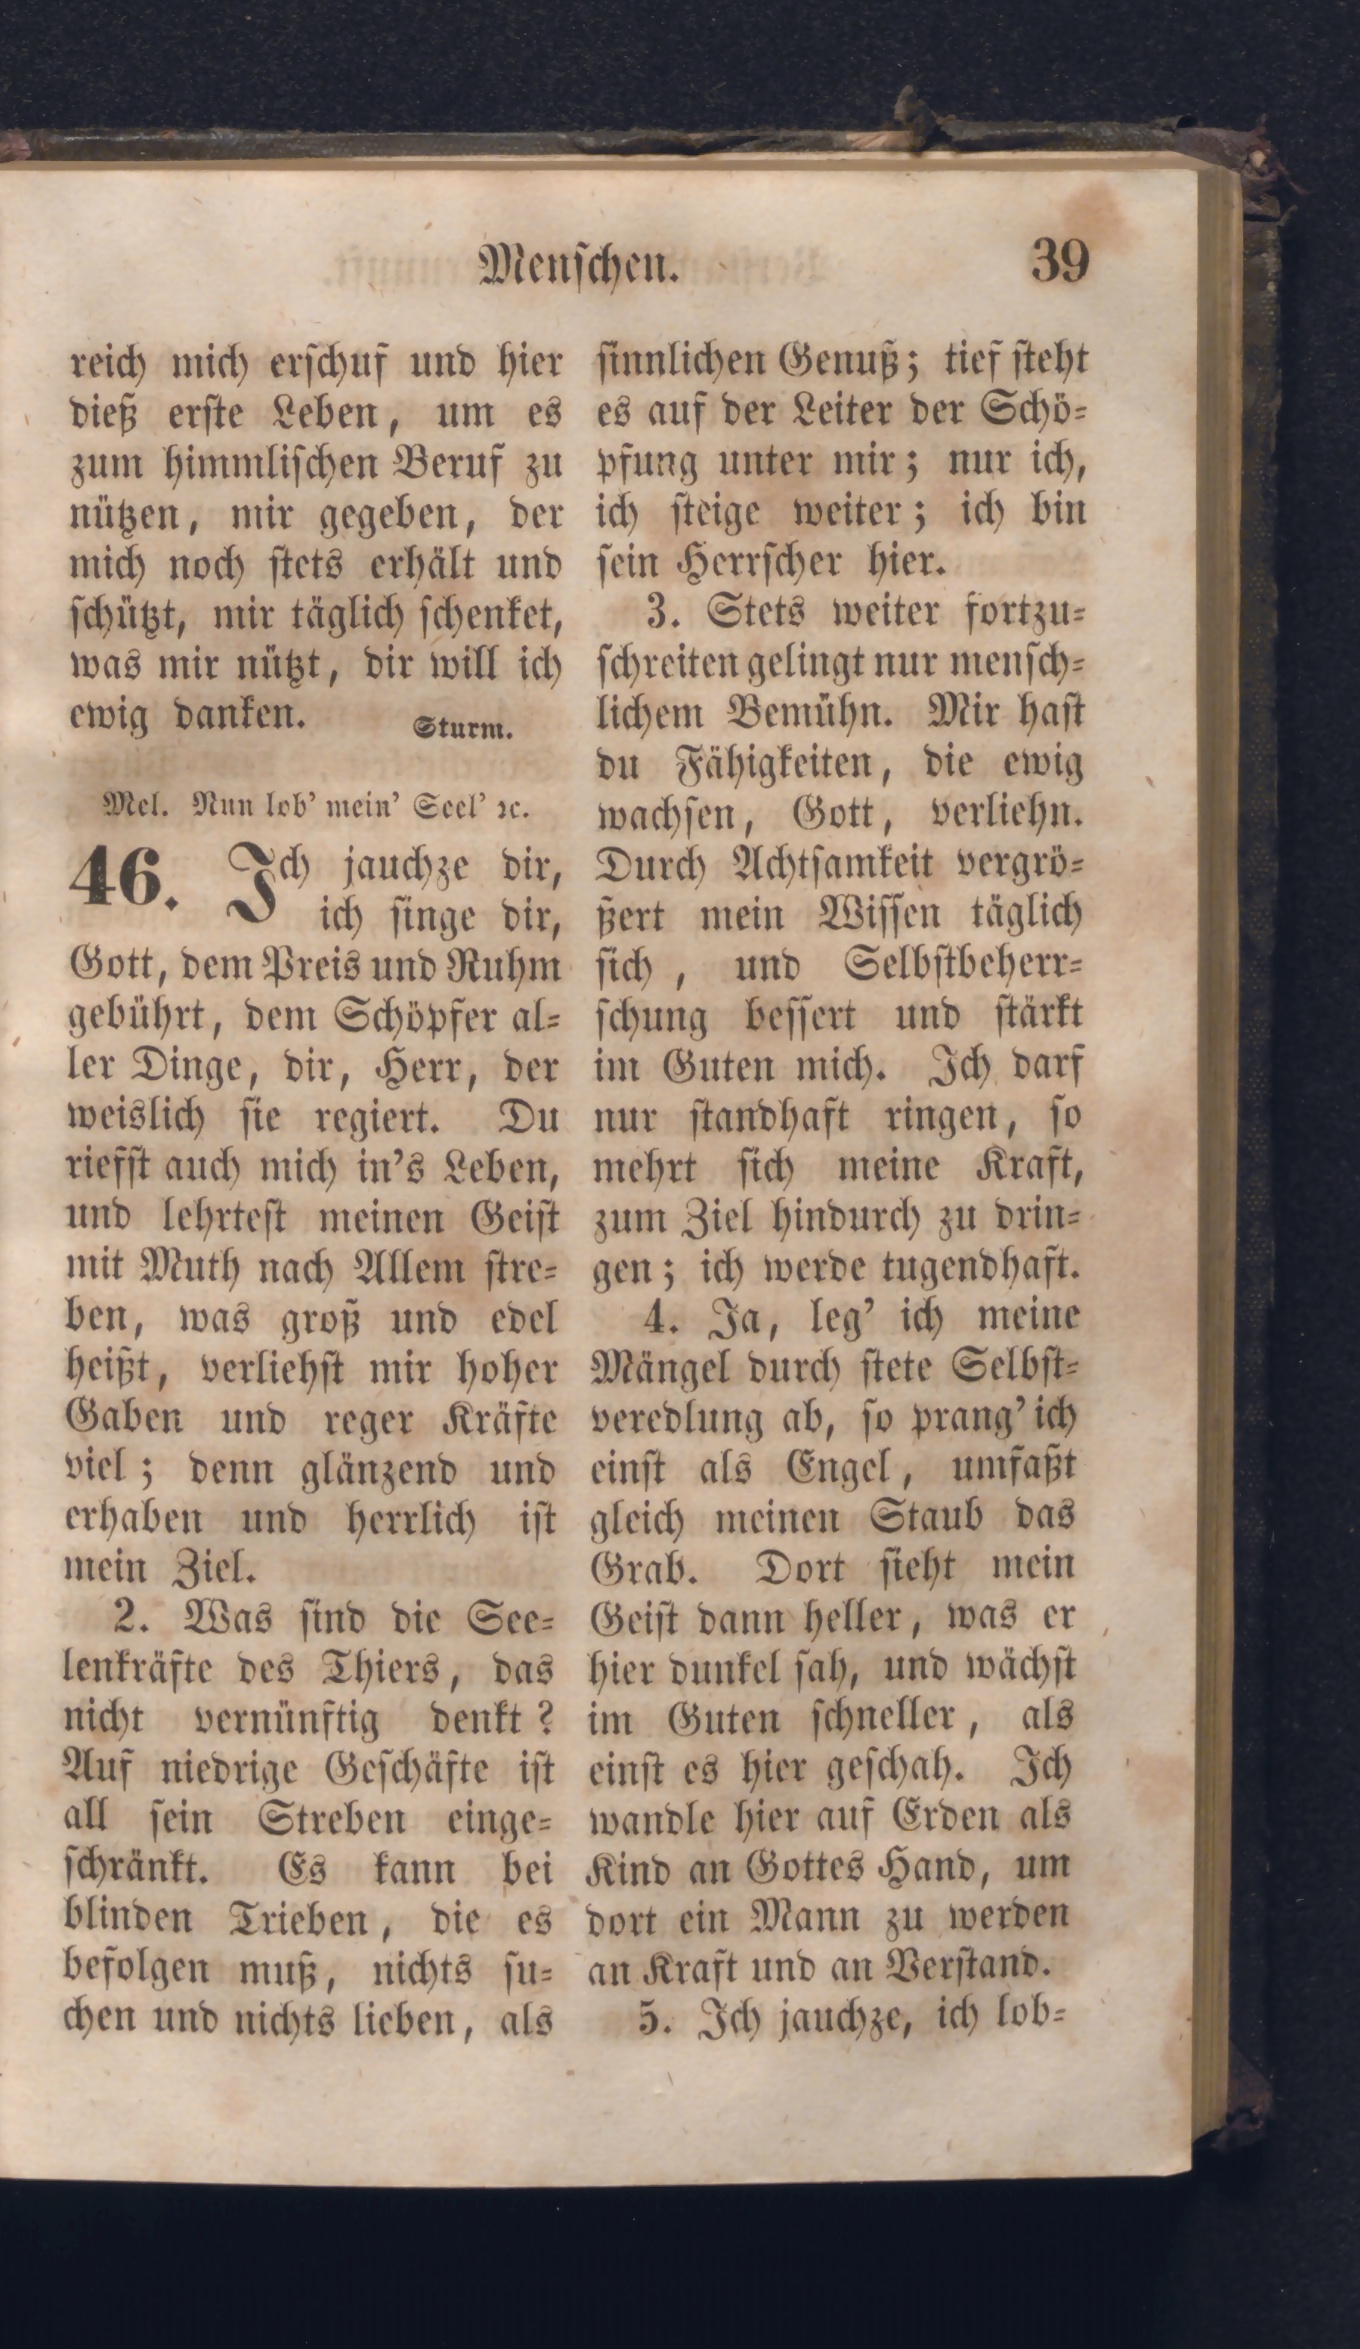 Menſchen.
39
reich mich erſchuf und hier
dieß erſte Leben, um es
zum himmliſchen Beruf zu
nützen, mir gegeben, der
mich noch ſtets erhält und
ſchützt, mir täglich ſchenket,
was mir nützt, dir will ich
ewig danken. Sturm.
Mel. Nun lob' mein' Seel' ꝛc.
46. Ich jauchze dir,
ich ſinge dir,
Gott, dem Preis und Ruhm
gebührt, dem Schöpfer al-
ler Dinge, dir, Herr, der
weislich ſie regiert. Du
riefſt auch mich in's Leben,
und lehrteſt meinen Geiſt
mit Muth nach Allem ſtre-
ben, was groß und edel
heißt, verliehſt mir hoher
Gaben und reger Kräfte
viel; denn glänzend und
erhaben und herrlich iſt
mein Ziel.
2. Was ſind die See-
lenkräfte des Thiers, das
nicht vernünftig denkt?
Auf niedrige Geſchäfte iſt
all ſein Streben einge-
ſchränkt. Es kann bei
blinden Trieben, die es
befolgen muß, nichts ſu-
chen und nichts lieben, als
ſinnlichen Genuß; tief ſteht
es auf der Leiter der Schö-
pfung unter mir; nur ich,
ich ſteige weiter; ich bin
ſein Herrſcher hier.
3. Stets weiter fortzu-
ſchreiten gelingt nur menſch-
lichem Bemühn. Mir haſt
du Fähigkeiten, die ewig
wachſen, Gott, verliehn.
Durch Achtſamkeit vergrö-
ßert mein Wiſſen täglich
ſich, und Selbſtbeherr-
ſchung beſſert und ſtärkt
im Guten mich. Ich darf
nur ſtandhaft ringen, ſo
mehrt ſich meine Kraft,
zum Ziel hindurch zu drin-
gen; ich werde tugendhaft.
4. Ja, leg' ich meine
Mängel durch ſtete Selbſt-
veredlung ab, ſo prang' ich
einſt als Engel, umfaßt
gleich meinen Staub das
Grab. Dort ſieht mein
Geiſt dann heller, was er
hier dunkel ſah, und wächſt
im Guten ſchneller, als
einſt es hier geſchah. Ich
wandle hier auf Erden als
Kind an Gottes Hand, um
dort ein Mann zu werden
an Kraft und an Verſtand.
5. Ich jauchze, ich lob-